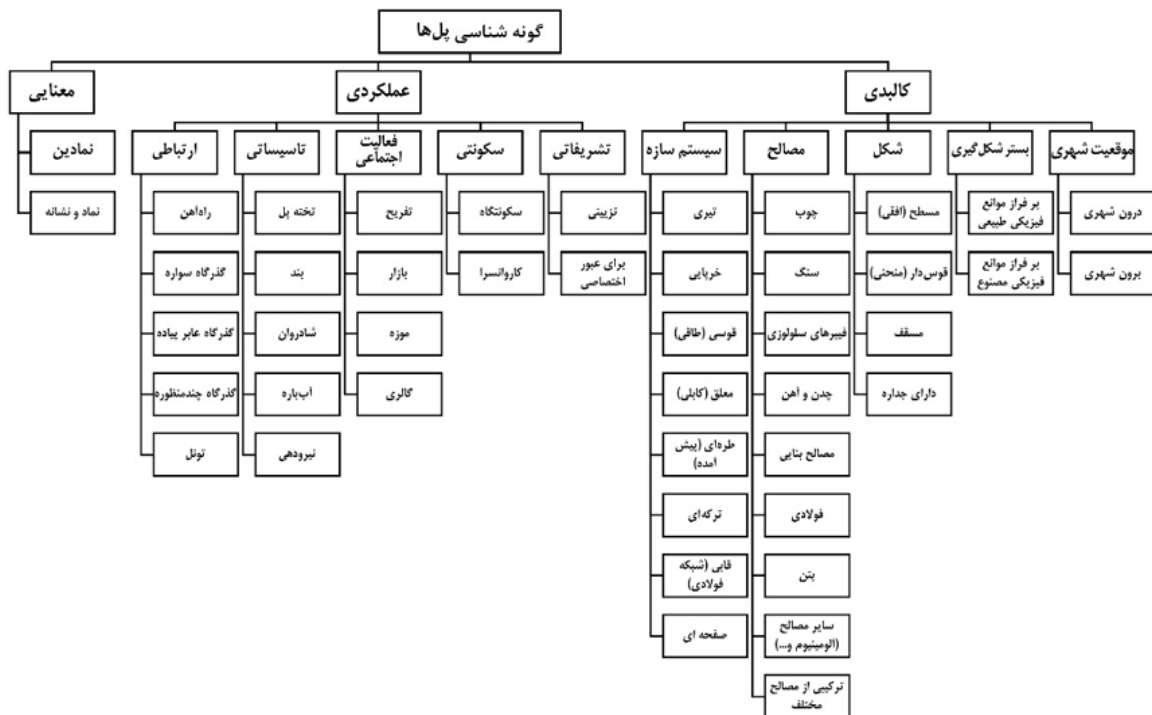 گونه شناسی پل‌ها
کالبدی
عملکردی
معنایی
موقعیت شهری
بستر شکل‌گیری
شکل
مصالح
سیستم سازه
تشریفاتی
سکونتی
فعالیت
اجتماعی
تاسیساتی
ارتباطی
نمادین
درون شهری
برون شهری
بر فراز موانع
فیزیکی طبیعی
بر فراز موانع
فیزیکی مصنوع
مسطح (افقی)
قوس‌دار (منحنی)
مسقف
دارای جداره
چوب
سنگ
فیبرهای سلولوزی
چدن و آهن
مصالح بنایی
فولادی
بتن
سایر مصالح
(آلومینیوم و...)
ترکیبی از مصالح
مختلف
تیری
خرپایی
قوسی (طاقی)
معلق (کابلی)
طره‌ای (پیش
آمده)
ترکه‌ای
قابی (شبکه
فولادی)
صفحه ای
تزیینی
برای عبور
اختصاصی
سکونتگاه
کاروانسرا
تفریح
بازار
موزه
گالری
تخته پل
بند
شادروان
آب‌باره
نیرودهی
راه‌آهن
گذرگاه سواره
گذرگاه عابر پیاده
گذرگاه چندمنظوره
تونل
نماد و نشانه